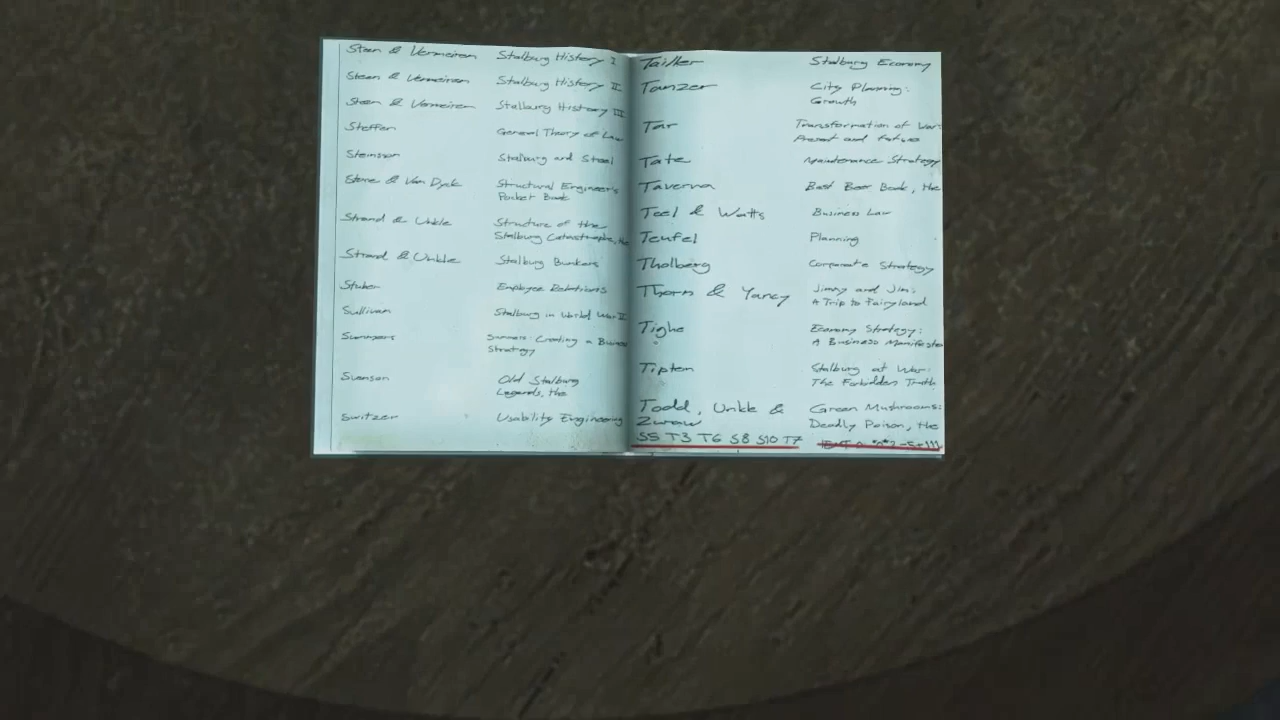 Steen & Vermeiren Stalburg History I
Steen & Vermeiren Stalburg History II
Steen & Vermeiren Stalburg History III
Steffen General Theory of Law
Steinsson Stalburg and Steel
Stone & Van Dyck Structural Engineer's
Pocket Book
Strand & Unkle Structure of the
Stalburg Catastrophe, the
Strand & Unkle Stalburg Bunkers
Stuber Employee Relations
Sullivan Stalburg in World War II
Summers Summers: Creating a Business
Strategy
Svenson Old Stalburg
Legends, the
Switzer Usability Engineering
Tailker Stalburg Economy
Tanzer City Planning:
Growth
Tar Transformation of War:
Present and Future
Tate Maintenance Strategy
Taverna Best Beer Book, the
Teel & Watts Business Law
Teufel Planning
Tholberg Corporate Strategy
Thorn & Yancy Jimmy and Jim:
A Trip to Fairyland
Tighe Economy Strategy:
A Business Manifesto
Tiptem Stalburg at War:
The Forbidden Truth
Todd, Unkle & Green Mushrooms:
Zuraw Deadly Poison, the
S5 T3 T6 S8 S10 T7